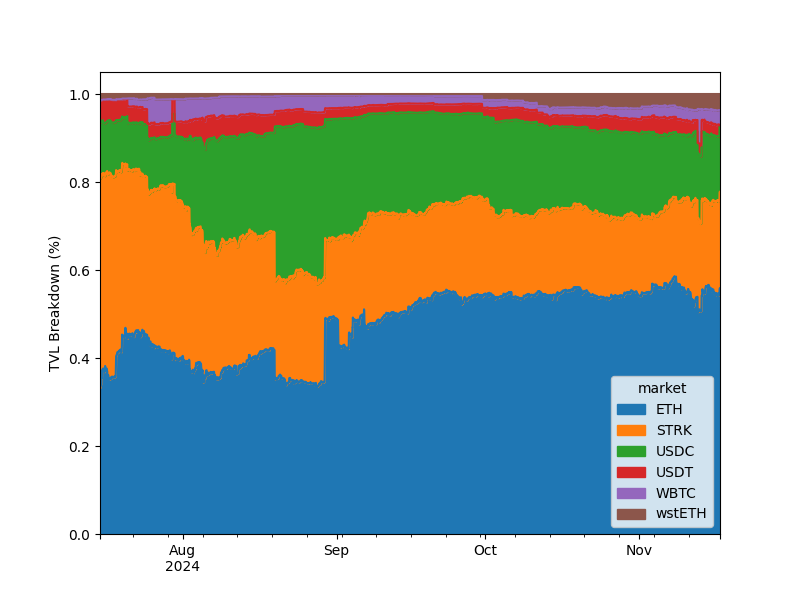 TVL Breakdown (%)
1.0
0.8
0.6
0.4
0.2
0.0
Aug
2024
Sep
Oct
Nov
market
ETH
STRK
USDC
USDT
WBTC
wstETH